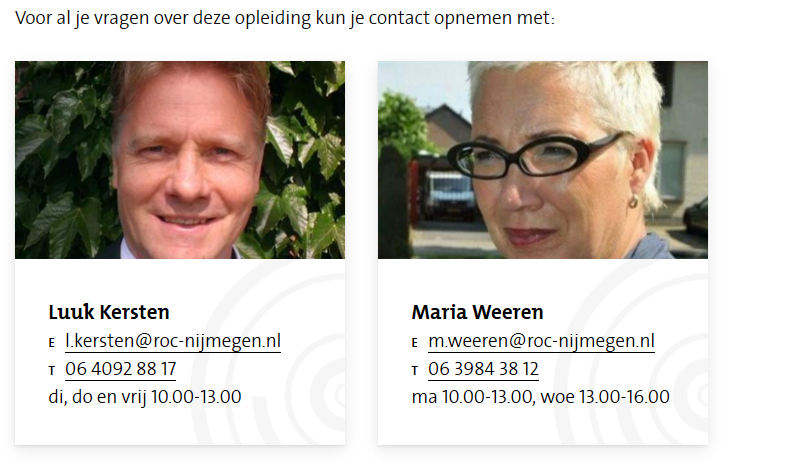 Voor al je vragen over deze opleiding kun je contact opnemen met:
Luuk Kersten
E l.kersten@roc-nijmegen.nl
T 06 4092 88 17
di, do en vrij 10.00-13.00
Maria Weeren
E m.weeren@roc-nijmegen.nl
T 06 3984 38 12
ma 10.00-13.00, woe 13.00-16.00